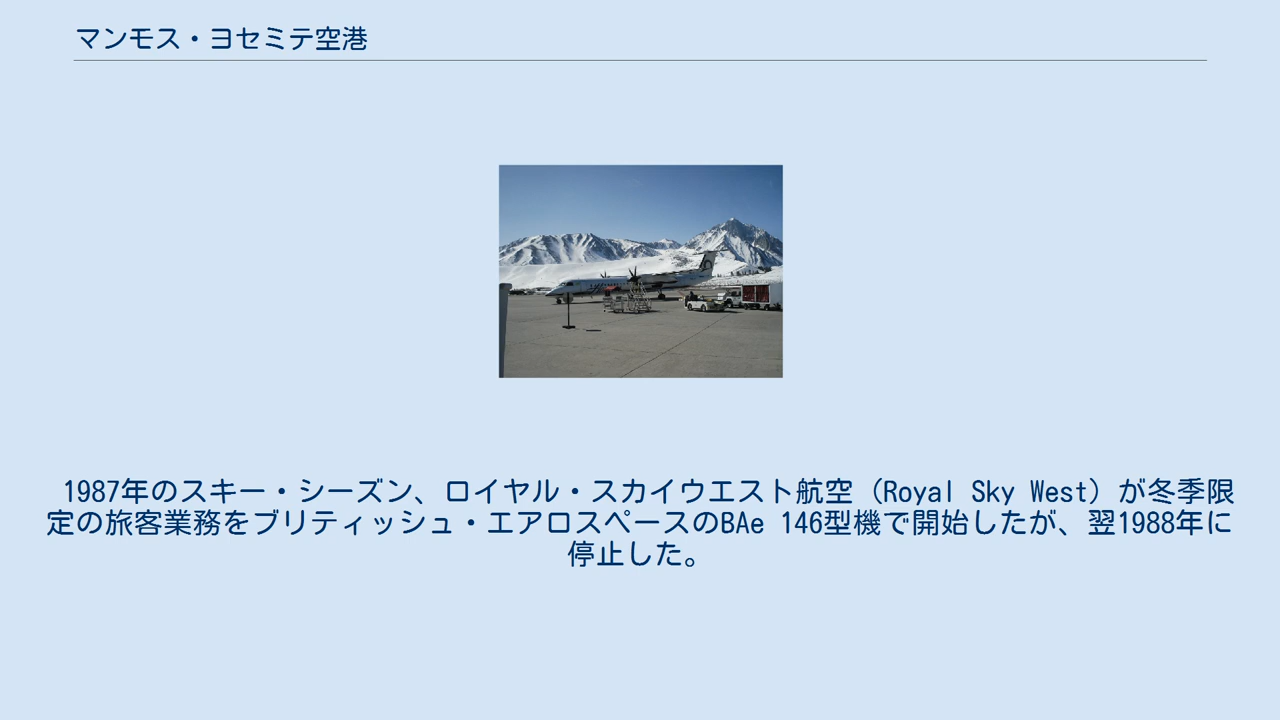 マンモス・ヨセミテ空港
1987年のスキー・シーズン、ロイヤル・スカイウエスト航空（Royal Sky West）が冬季限
定の旅客業務をブリティッシュ・エアロスペースのBAe 146型機で開始したが、翌1988年に
停止した。